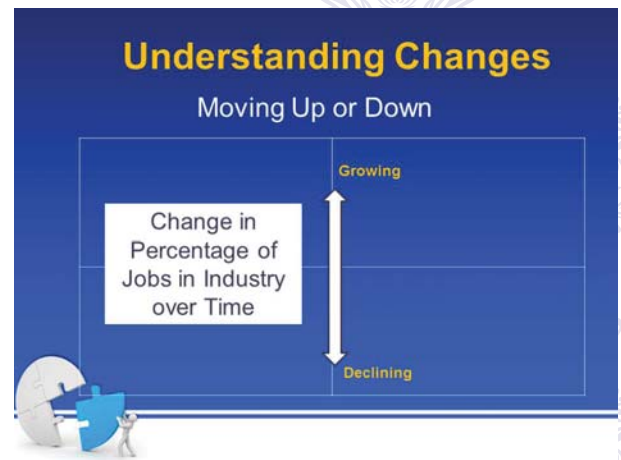 Understanding Changes
Moving Up or Down
Growing
Change in
Percentage of
Jobs in Industry
over Time
Declining